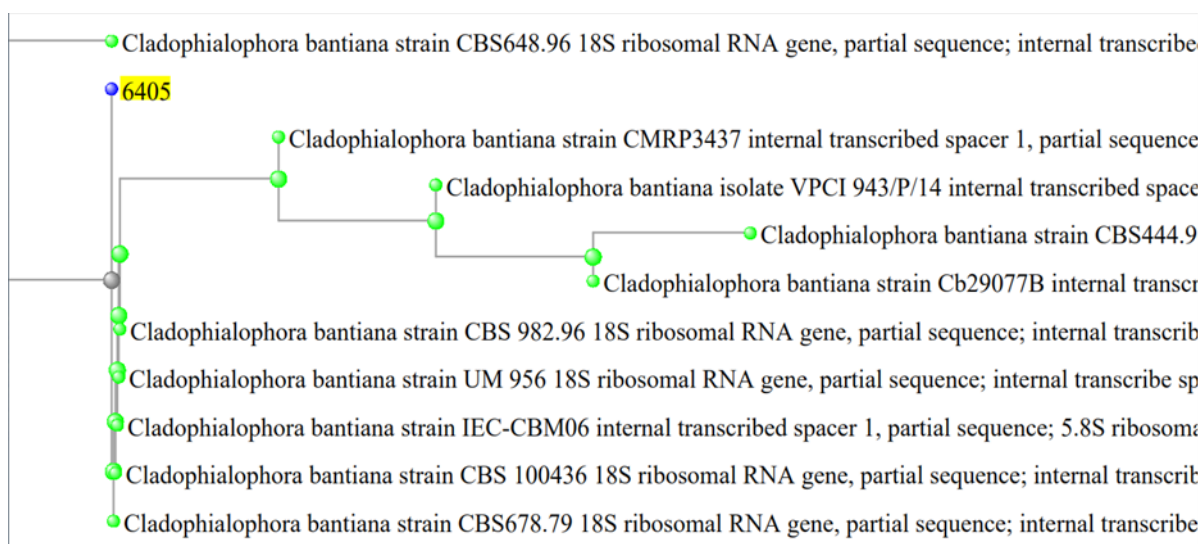 Cladophialophora bantiana strain CBS648.96 18S ribosomal RNA gene, partial sequence; internal transcribe
6405
Cladophialophora bantiana strain CMRP3437 internal transcribed spacer 1, partial sequence
Cladophialophora bantiana isolate VPCI 943/P/14 internal transcribed space
Cladophialophora bantiana strain CBS444.9
Cladophialophora bantiana strain Cb29077B internal transcr
Cladophialophora bantiana strain CBS 982.96 18S ribosomal RNA gene, partial sequence; internal transcrib
Cladophialophora bantiana strain UM 956 18S ribosomal RNA gene, partial sequence; internal transcribe sp
Cladophialophora bantiana strain IEC-CBM06 internal transcribed spacer 1, partial sequence; 5.8S ribosoma
Cladophialophora bantiana strain CBS 100436 18S ribosomal RNA gene, partial sequence; internal transcrib
Cladophialophora bantiana strain CBS678.79 18S ribosomal RNA gene, partial sequence; internal transcribe